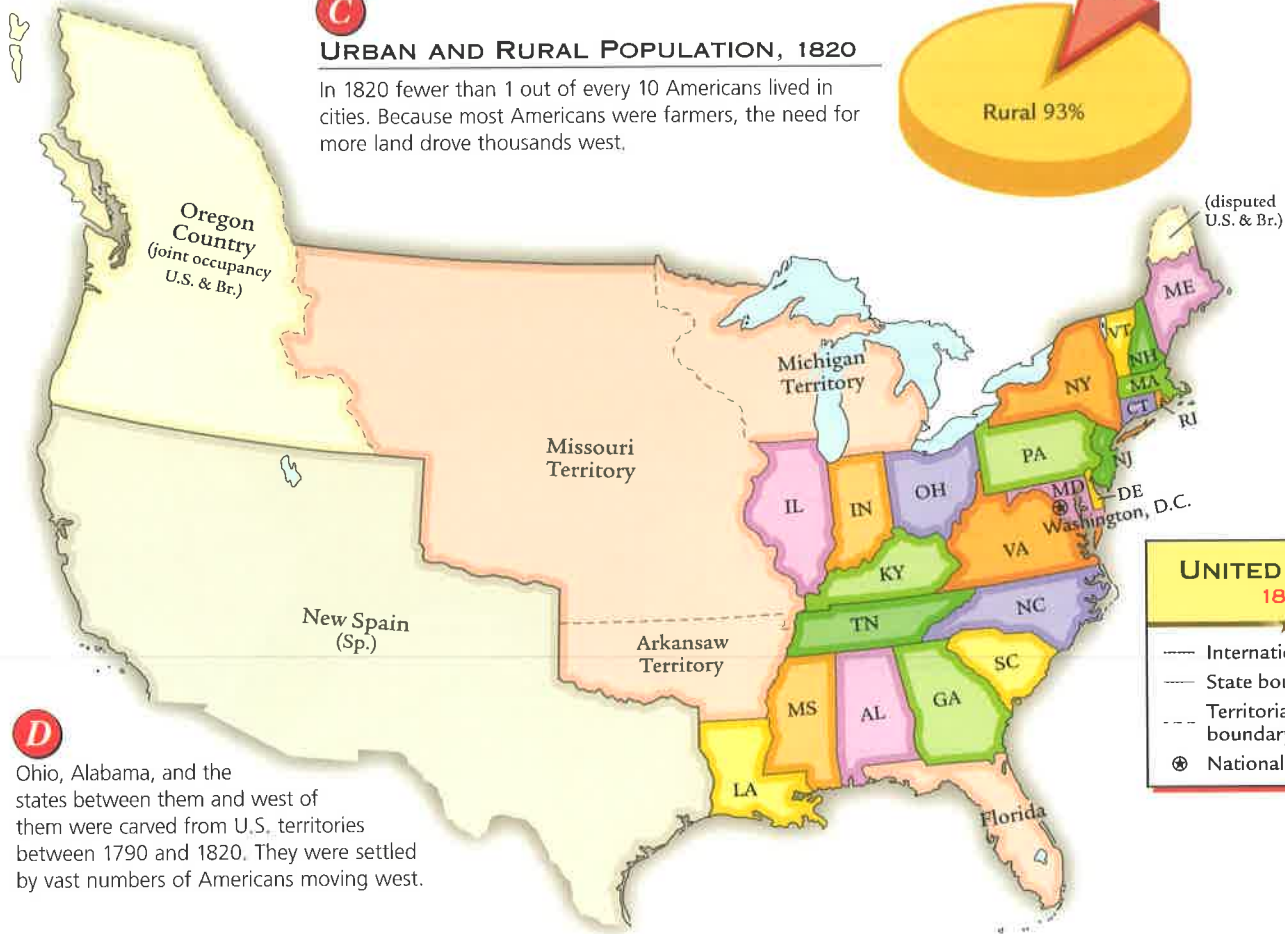 C
URBAN AND RURAL POPULATION, 1820
In 1820 fewer than 1 out of every 10 Americans lived in
cities. Because most Americans were farmers, the need for
more land drove thousands west.
Rural 93%
(disputed
U.S. & Br.)
Oregon
Country
(joint occupancy
U.S. & Br.)
ME
VT
NH
Michigan
Territory
NY
MA
CT
RI
Missouri
Territory
PA
NJ
IL
IN
OH
MD
DE
Washington, D.C.
VA
KY
NC
New Spain
(Sp.)
TN
Arkansaw
Territory
SC
MS
AL
GA
LA
Florida
UNITED
18
Internati
State bou
Territoria
boundar
National
D
Ohio, Alabama, and the
states between them and west of
them were carved from U.S. territories
between 1790 and 1820. They were settled
by vast numbers of Americans moving west.